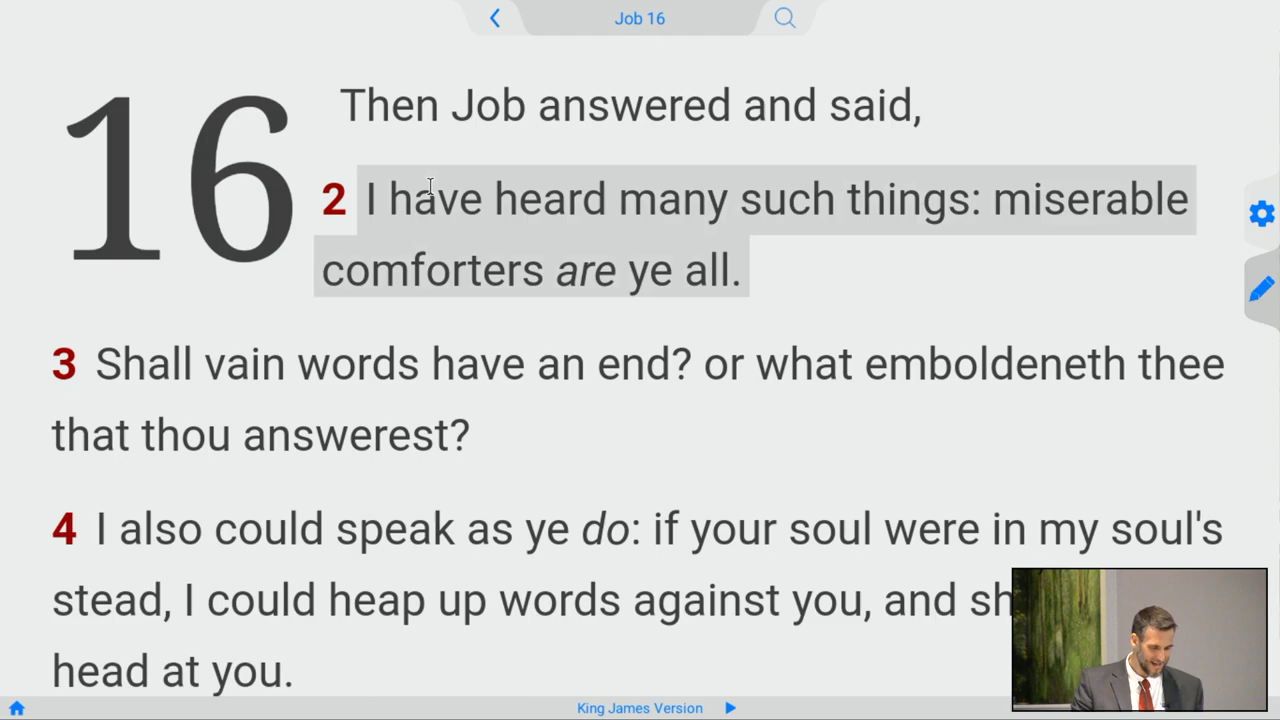 Job 16
16
Then Job answered and said,
2 I have heard many such things: miserable
comforters are ye all.
3 Shall vain words have an end? or what emboldeneth thee
that thou answerest?
4 I also could speak as ye do: if your soul were in my soul's
stead, I could heap up words against you, and sh
head at you.
King James Version